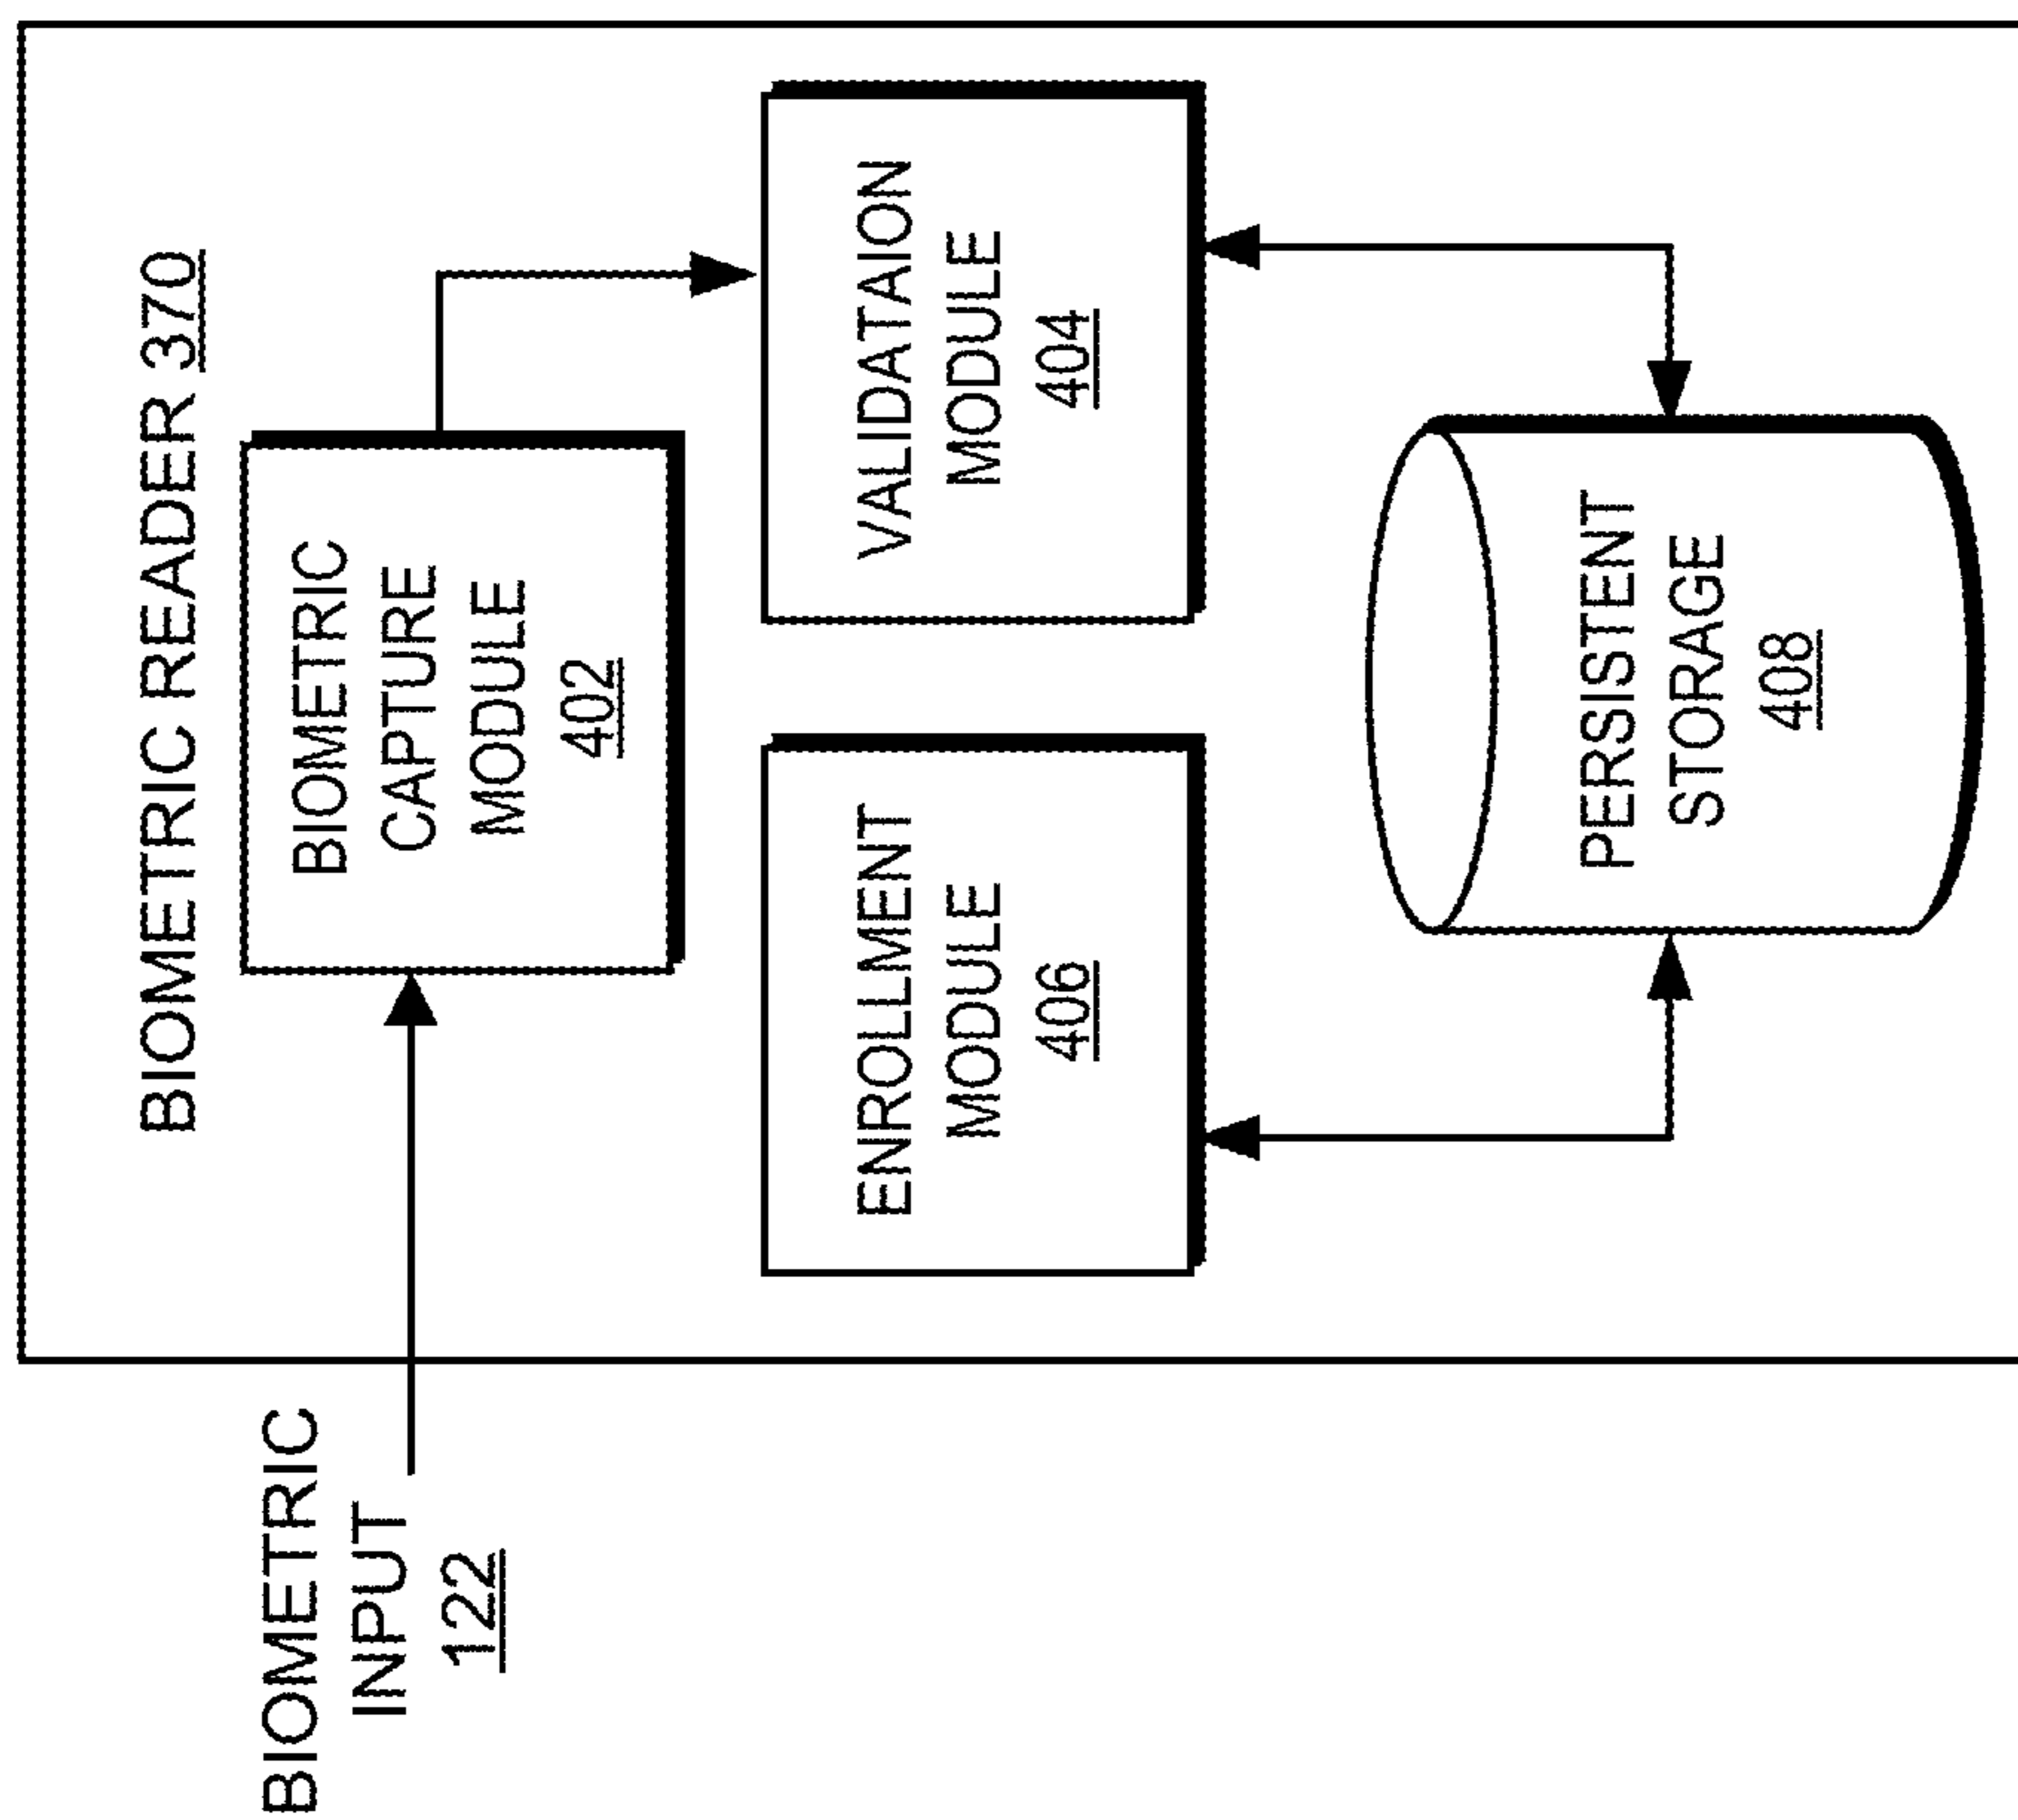 BIOMETRIC READER 370
BIOMETRIC
INPUT
122
BIOMETRIC
CAPTURE
MODULE
402
ENROLLMENT
MODULE
406
VALIDATAION
MODULE
404
PERSISTENT
STORAGE
408